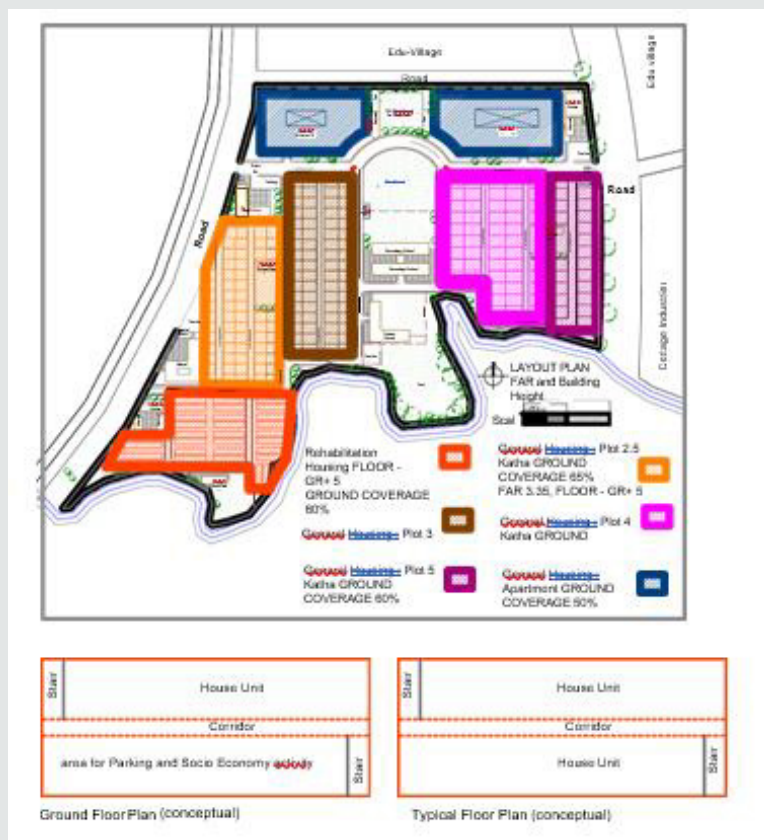 Edu-Village
Road
Edu village
Road
Road
Cottage Industries
LAYOUT PLAN
FAR and Building
Height
Scal
Rehabilitation
Housing FLOOR -
GR+ 5
GROUND COVERAGE
60%
General Housing - Plot 3
General Housing - Plot 5
Katha GROUND
COVERAGE 60%
General Housing - Plot 2.5
Katha GROUND
COVERAGE 65%
FAR 3.35, FLOOR - GR+ 5
General Housing - Plot 4
Katha GROUND
General Housing -
Apartment GROUND
COVERAGE 50%
Stair
House Unit
Corridor
area for Parking and Socio Economy activity
Stair
Ground Floor Plan (conceptual)
Stair
House Unit
Corridor
House Unit
Stair
Typical Floor Plan (conceptual)